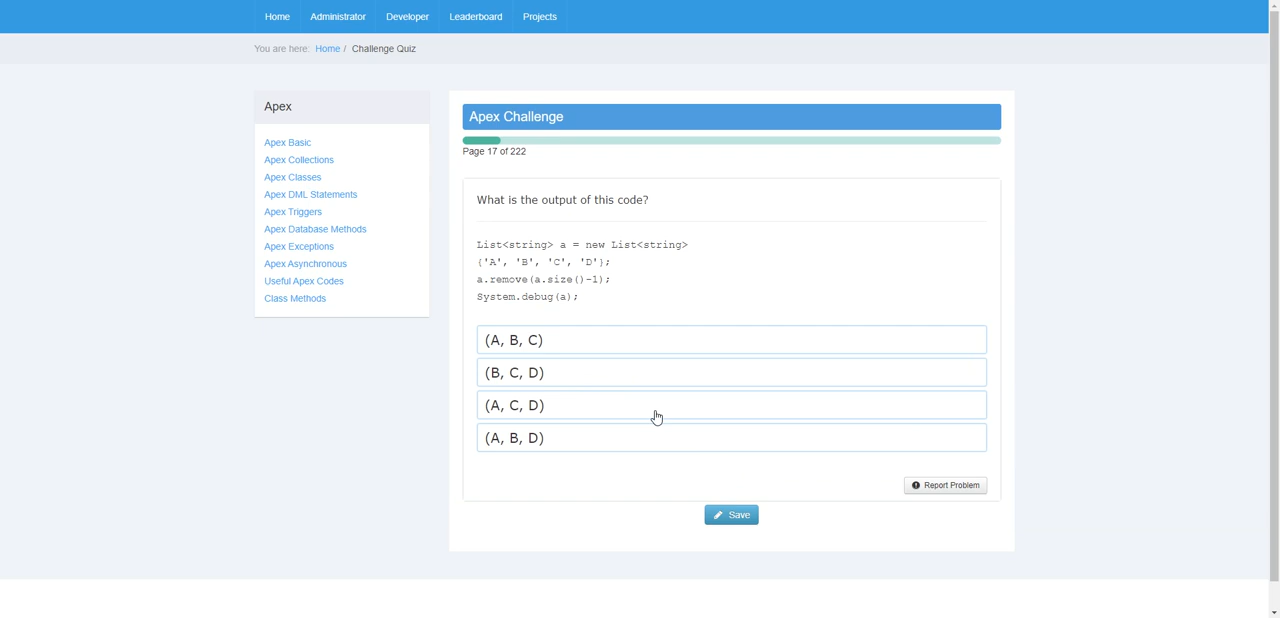 Home Administrator Developer Leaderboard Projects
You are here: Home / Challenge Quiz
Apex
Apex Basic
Apex Collections
Apex Classes
Apex DML Statements
Apex Triggers
Apex Database Methods
Apex Exceptions
Apex Asynchronous
Useful Apex Codes
Class Methods
Apex Challenge
Page 17 of 222
What is the output of this code?
List<string> a = new List<string>
{'A', 'B', 'C', 'D'};
a.remove(a.size()-1);
System.debug(a);
(A, B, C)
(B, C, D)
(A, C, D)
(A, B, D)
Report Problem
Save